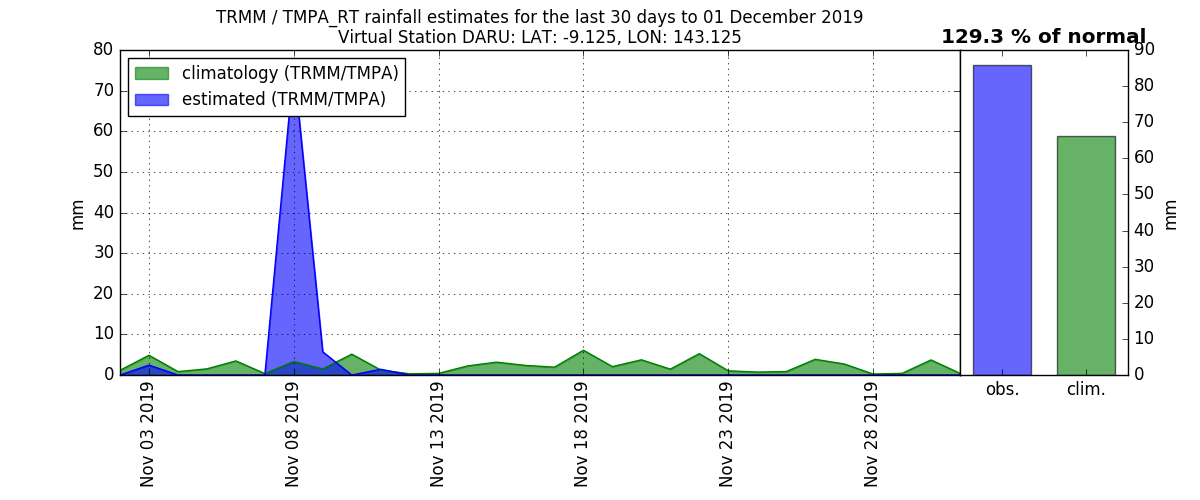 TRMM / TMPA_RT rainfall estimates for the last 30 days to 01 December 2019
Virtual Station DARU: LAT: -9.125, LON: 143.125
129.3 % of normal
climatology (TRMM/TMPA)
estimated (TRMM/TMPA)
mm
80
70
60
50
40
30
20
10
0
Nov 03 2019
Nov 08 2019
Nov 13 2019
Nov 18 2019
Nov 23 2019
Nov 28 2019
90
80
70
60
50
40
30
20
10
0
mm
obs.
clim.